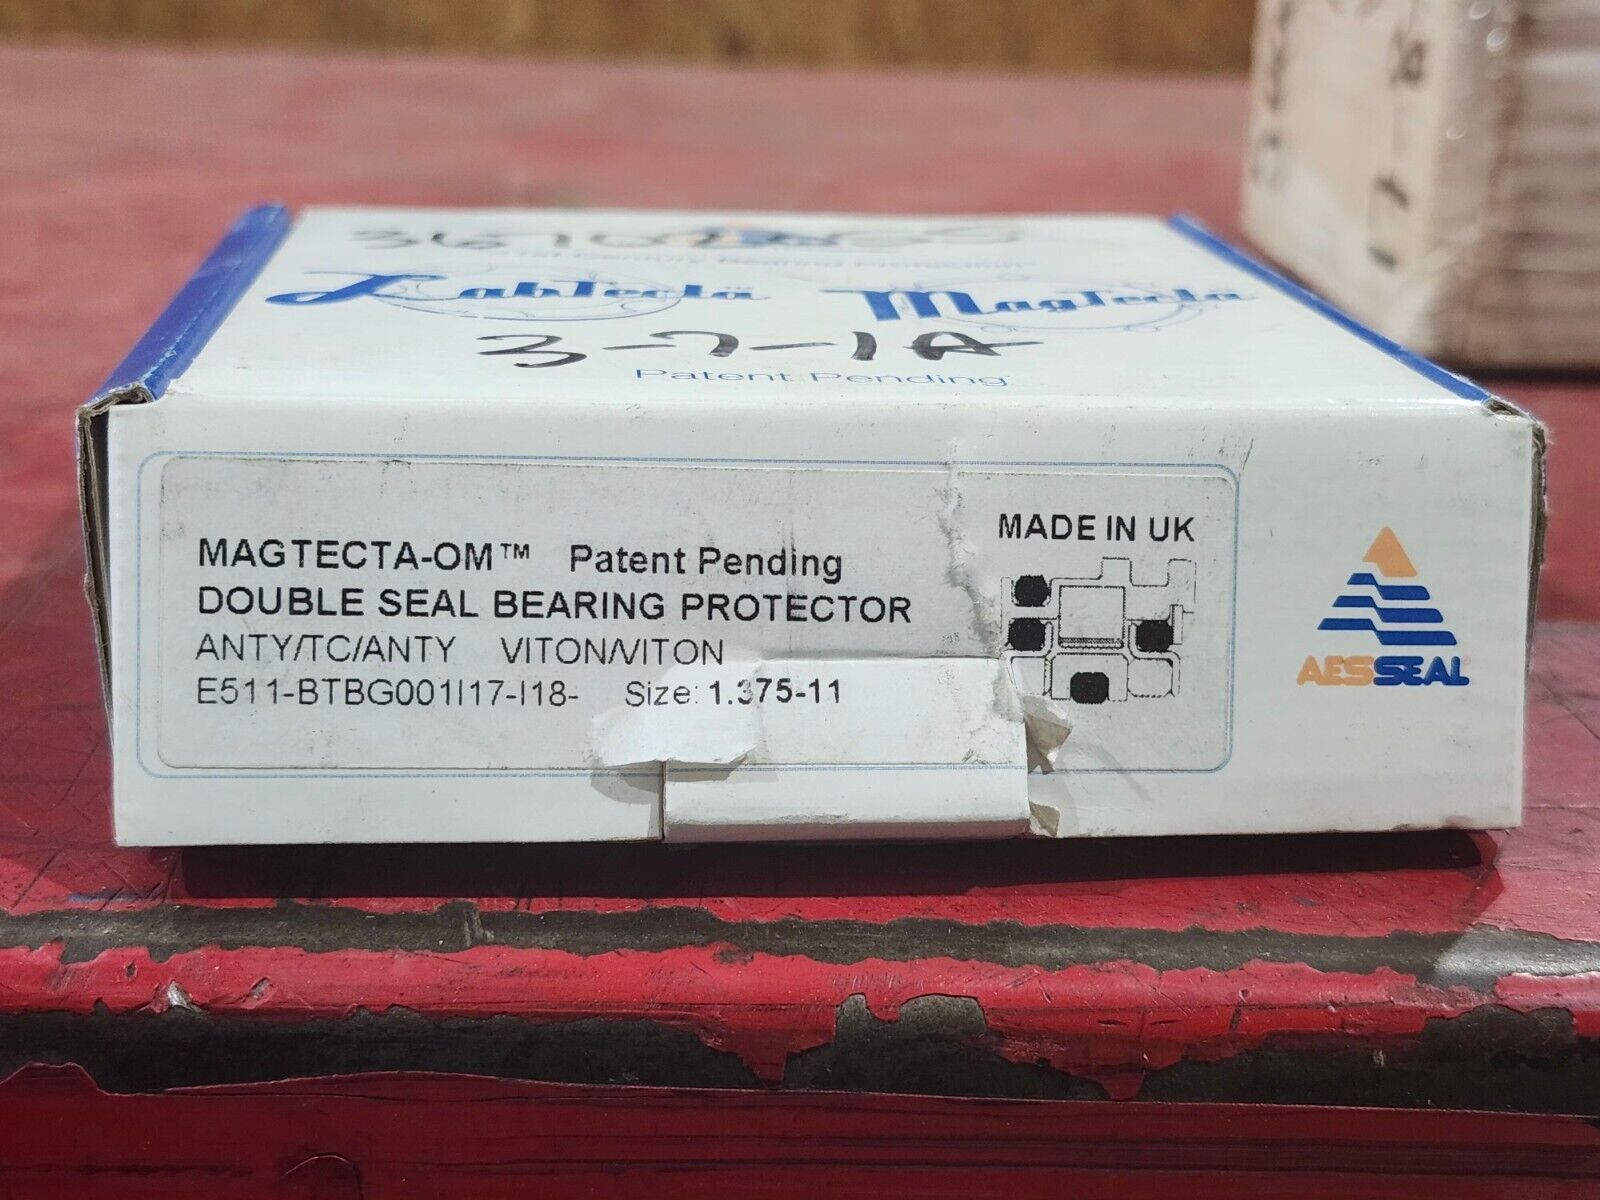 LabTecta MagTecta
3-7-1A
Patent Pending
MAGTECTA-OM™ Patent Pending
DOUBLE SEAL BEARING PROTECTOR
ANTY/TC/ANTY VITON/VITON
E511-BTBG001I17-I18- Size: 1.375-11
MADE IN UK
AESSEAL